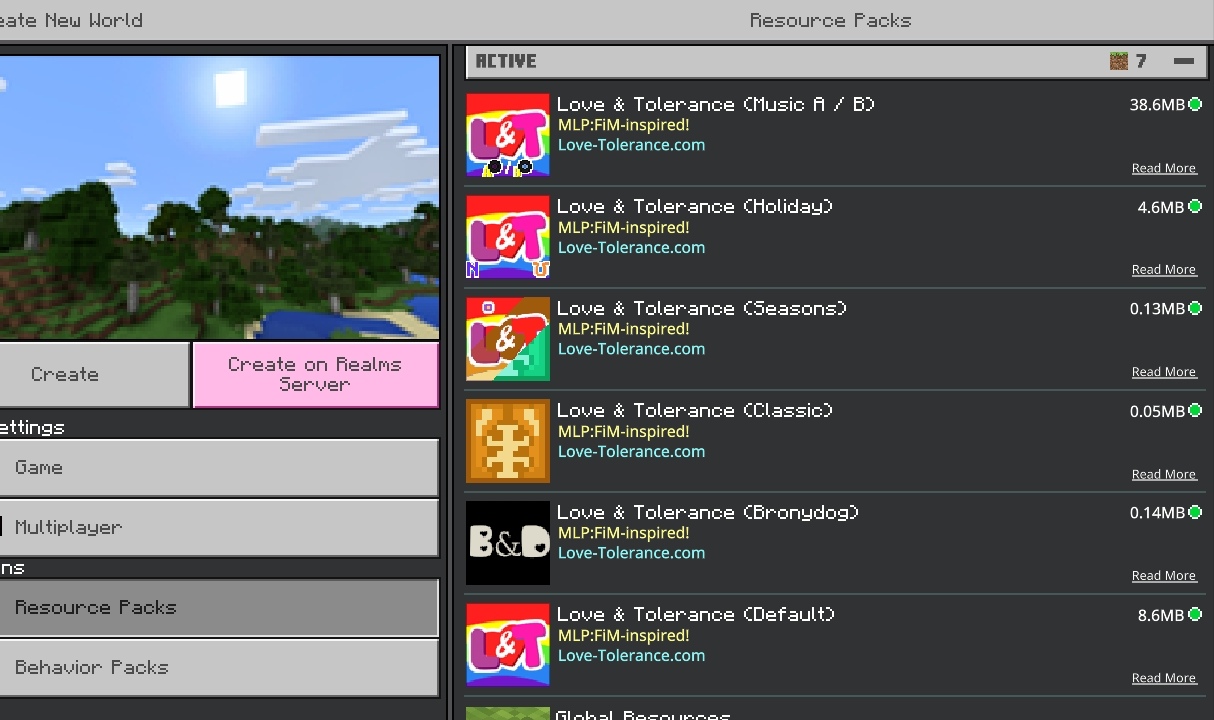 eate New World
Resource Packs
ACTIVE
7
L&T
Love & Tolerance (Music A / B)
38.6MB
MLP:FiM-inspired!
Love-Tolerance.com
Read More
L&T
N
U
Love & Tolerance (Holiday)
4.6MB
MLP:FiM-inspired!
Love-Tolerance.com
Read More
L&T
Love & Tolerance (Seasons)
0.13MB
MLP:FiM-inspired!
Love-Tolerance.com
Read More
Love & Tolerance (Classic)
0.05MB
MLP:FiM-inspired!
Love-Tolerance.com
Read More
B&D
Love & Tolerance (Bronydog)
0.14MB
MLP:FiM-inspired!
Love-Tolerance.com
Read More
L&T
Love & Tolerance (Default)
8.6MB
MLP:FiM-inspired!
Love-Tolerance.com
Read More
Global Resources
Create
Create on Realms
Server
ettings
Game
Multiplayer
ns
Resource Packs
Behavior Packs